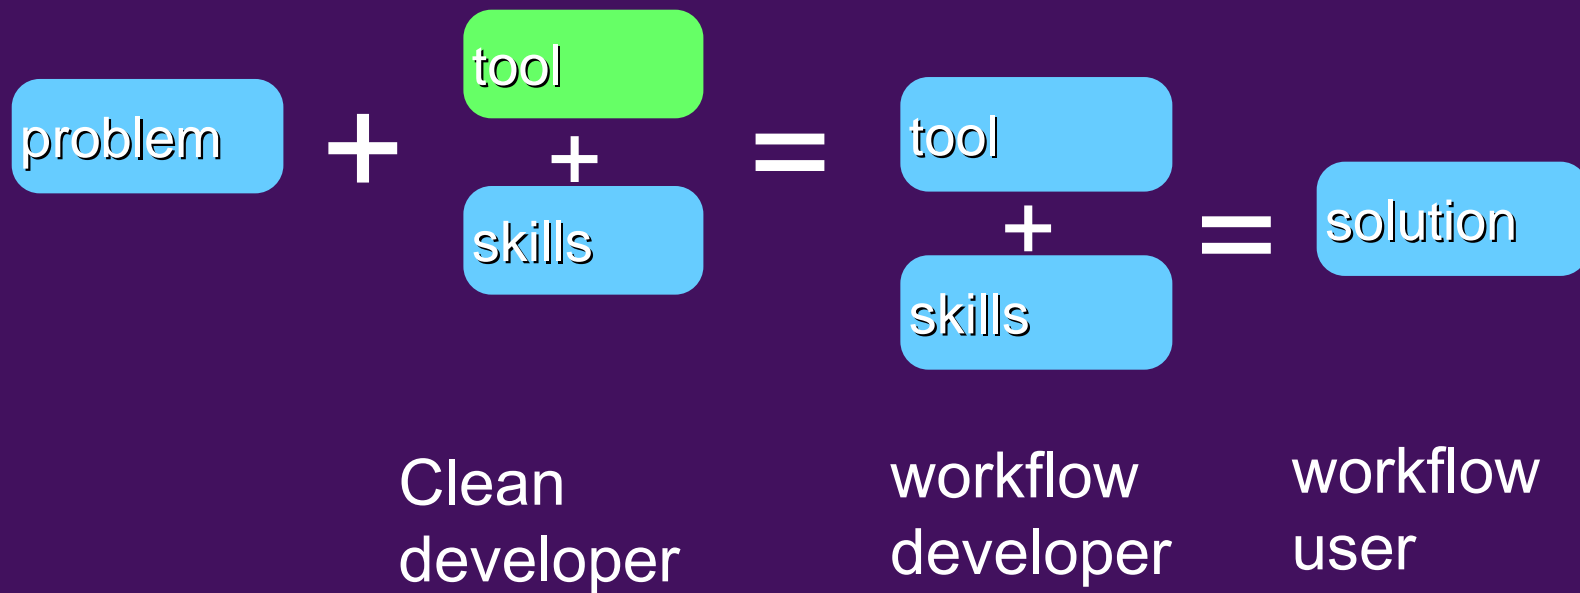 problem
+
tool
+
skills
=
tool
+
skills
=
solution
Clean
developer
workflow
developer
workflow
user